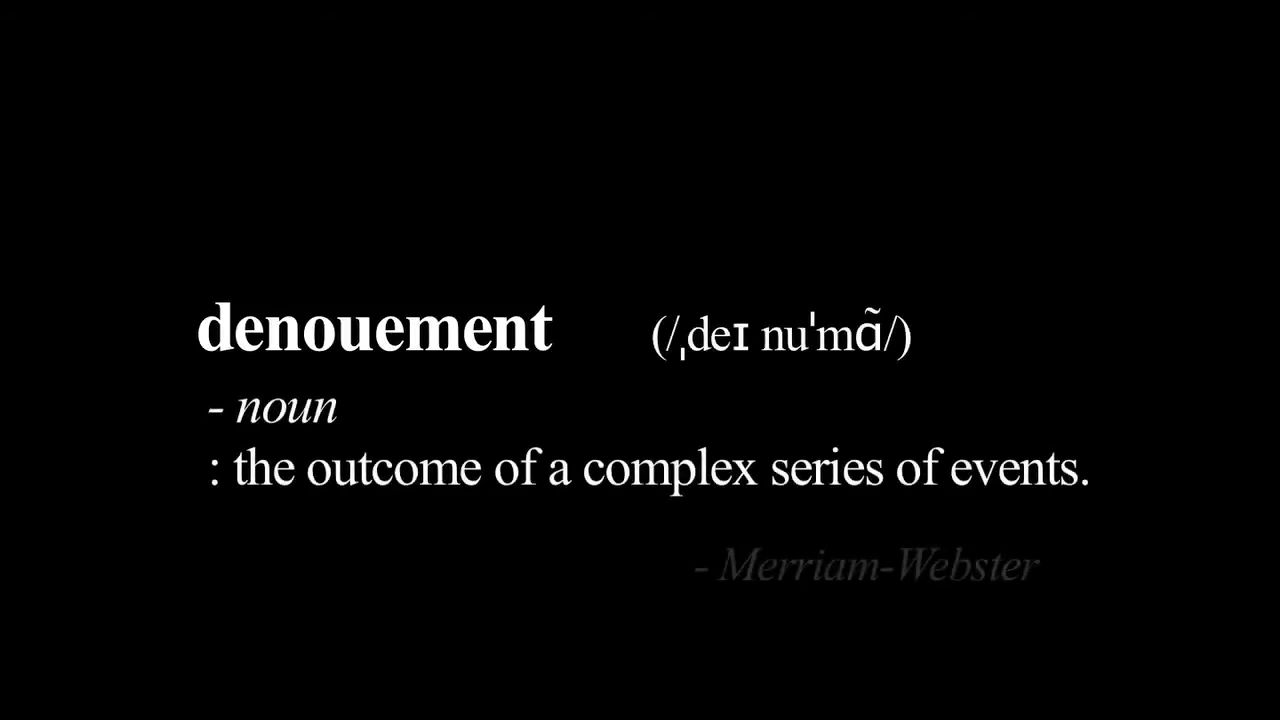 denouement (/ˌdeɪ nuˈmɑ̃/)
- noun
: the outcome of a complex series of events.
- Merriam-Webster